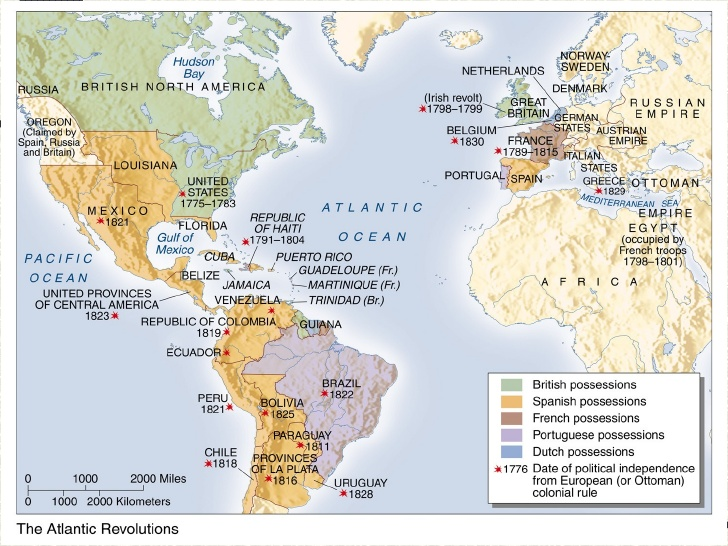 Hudson
Bay
RUSSIA
BRITISH NORTH AMERICA
OREGON
(Claimed by
Spain, Russia
and Britain)
LOUISIANA
UNITED
STATES
1775–1783
MEXICO
1821
FLORIDA
Gulf of
Mexico
REPUBLIC
OF HAITI
1791–1804
CUBA
PUERTO RICO
GUADELOUPE (Fr.)
MARTINIQUE (Fr.)
TRINIDAD (Br.)
JAMAICA
BELIZE
PACIFIC
OCEAN
ATLANTIC
OCEAN
UNITED PROVINCES
OF CENTRAL AMERICA
1823
VENEZUELA
REPUBLIC OF COLOMBIA
1819
GUIANA
ECUADOR
BRAZIL
1822
PERU
1821
BOLIVIA
1825
PARAGUAY
1811
CHILE
1818
PROVINCES
OF LA PLATA
1816
URUGUAY
1828
NORWAY-
SWEDEN
NETHERLANDS
DENMARK
(Irish revolt)
1798–1799
GREAT
BRITAIN
RUSSIAN
EMPIRE
GERMAN
STATES
BELGIUM
1830
AUSTRIAN
EMPIRE
FRANCE
1789–1815
ITALIAN
STATES
PORTUGAL
SPAIN
GREECE
1829
OTTOMAN
EMPIRE
MEDITERRANEAN SEA
EGYPT
(occupied by
French troops
1798–1801)
AFRICA
British possessions
Spanish possessions
French possessions
Portuguese possessions
Dutch possessions
1776 Date of political independence
from European (or Ottoman)
colonial rule
0 1000 2000 Miles
0 1000 2000 Kilometers
The Atlantic Revolutions